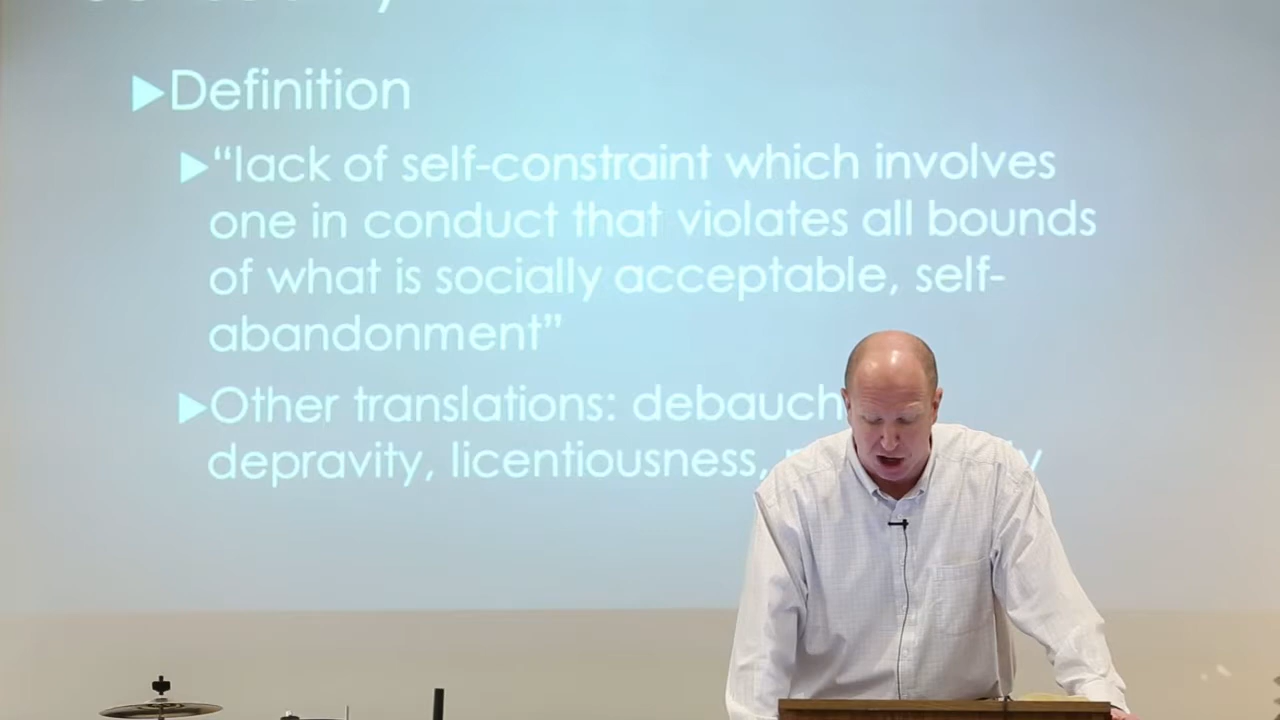 ▶Definition
▶“lack of self-constraint which involves
one in conduct that violates all bounds
of what is socially acceptable, self-
abandonment”
▶Other translations:
depravity, licentiousness,